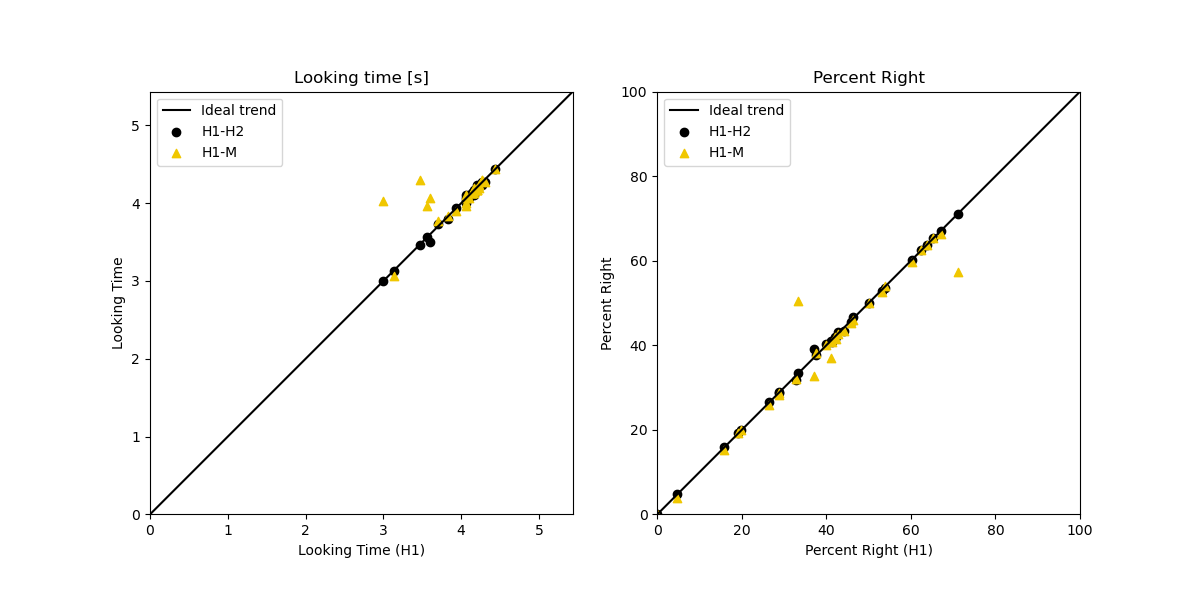 Looking time [s]
Ideal trend
H1-H2
H1-M
5
4
3
2
1
0
0 1 2 3 4 5
Looking Time
Looking Time (H1)
Percent Right
Ideal trend
H1-H2
H1-M
100
80
60
40
20
0
0 20 40 60 80 100
Percent Right
Percent Right (H1)